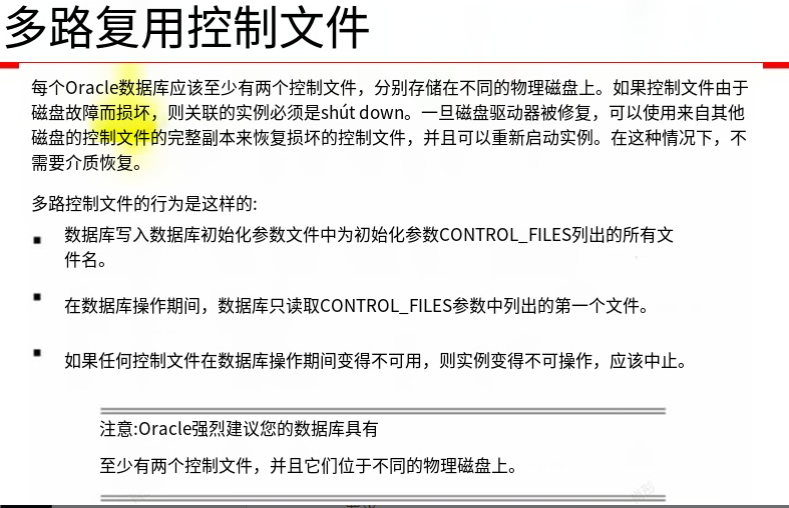 多路复用控制文件
每个Oracle数据库应该至少有两个控制文件，分别存储在不同的物理磁盘上。如果控制文件由于
磁盘故障而损坏，则关联的实例必须是shút down。一旦磁盘驱动器被修复，可以使用来自其他
磁盘的控制文件的完整副本来恢复损坏的控制文件，并且可以重新启动实例。在这种情况下，不
需要介质恢复。
多路控制文件的行为是这样的:
▪ 数据库写入数据库初始化参数文件中为初始化参数CONTROL_FILES列出的所有文
件名。
▪ 在数据库操作期间，数据库只读取CONTROL_FILES参数中列出的第一个文件。
▪ 如果任何控制文件在数据库操作期间变得不可用，则实例变得不可操作，应该中止。
注意:Oracle强烈建议您的数据库具有
至少有两个控制文件，并且它们位于不同的物理磁盘上。